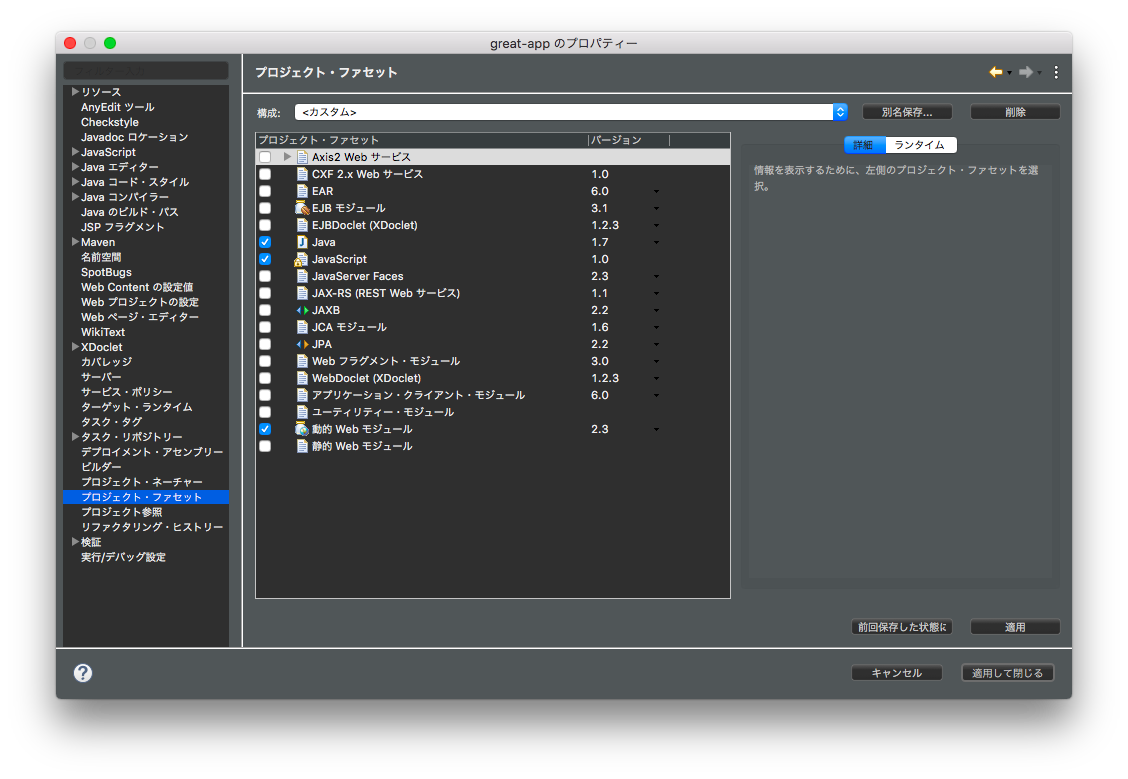 great-app のプロパティー
プロジェクト・ファセット
リソース
AnyEdit ツール
Checkstyle
Javadoc ロケーション
JavaScript
Java エディター
Java コード・スタイル
Java コンパイラー
Java のビルド・パス
JSP フラグメント
Maven
名前空間
SpotBugs
Web Content の設定値
Web プロジェクトの設定
Web ページ・エディター
WikiText
XDoclet
カバレッジ
サーバー
サービス・ポリシー
ターゲット・ランタイム
タスク・タグ
タスク・リポジトリー
デプロイメント・アセンブリー
ビルダー
プロジェクト・ネーチャー
プロジェクト・ファセット
プロジェクト参照
リファクタリング・ヒストリー
検証
実行/デバッグ設定
構成: <カスタム> 別名保存... 削除
プロジェクト・ファセット バージョン
Axis2 Web サービス
CXF 2.x Web サービス 1.0
EAR 6.0
EJB モジュール 3.1
EJBDoclet (XDoclet) 1.2.3
Java 1.7
JavaScript 1.0
JavaServer Faces 2.3
JAX-RS (REST Web サービス) 1.1
JAXB 2.2
JCA モジュール 1.6
JPA 2.2
Web フラグメント・モジュール 3.0
WebDoclet (XDoclet) 1.2.3
アプリケーション・クライアント・モジュール 6.0
ユーティリティー・モジュール
動的 Web モジュール 2.3
静的 Web モジュール
詳細 ランタイム
情報を表示するために、左側のプロジェクト・ファセットを選
択。
前回保存した状態に 適用
? キャンセル 適用して閉じる